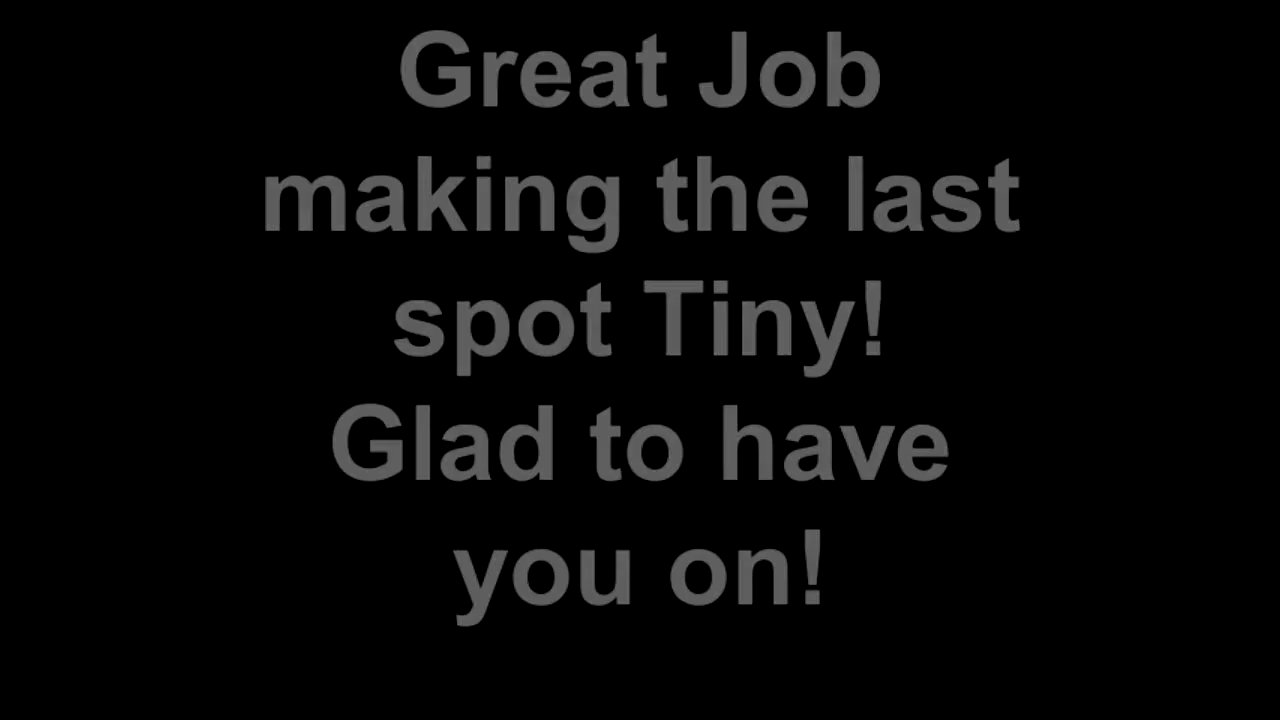 Great Job
making the last
spot Tiny!
Glad to have
you on!